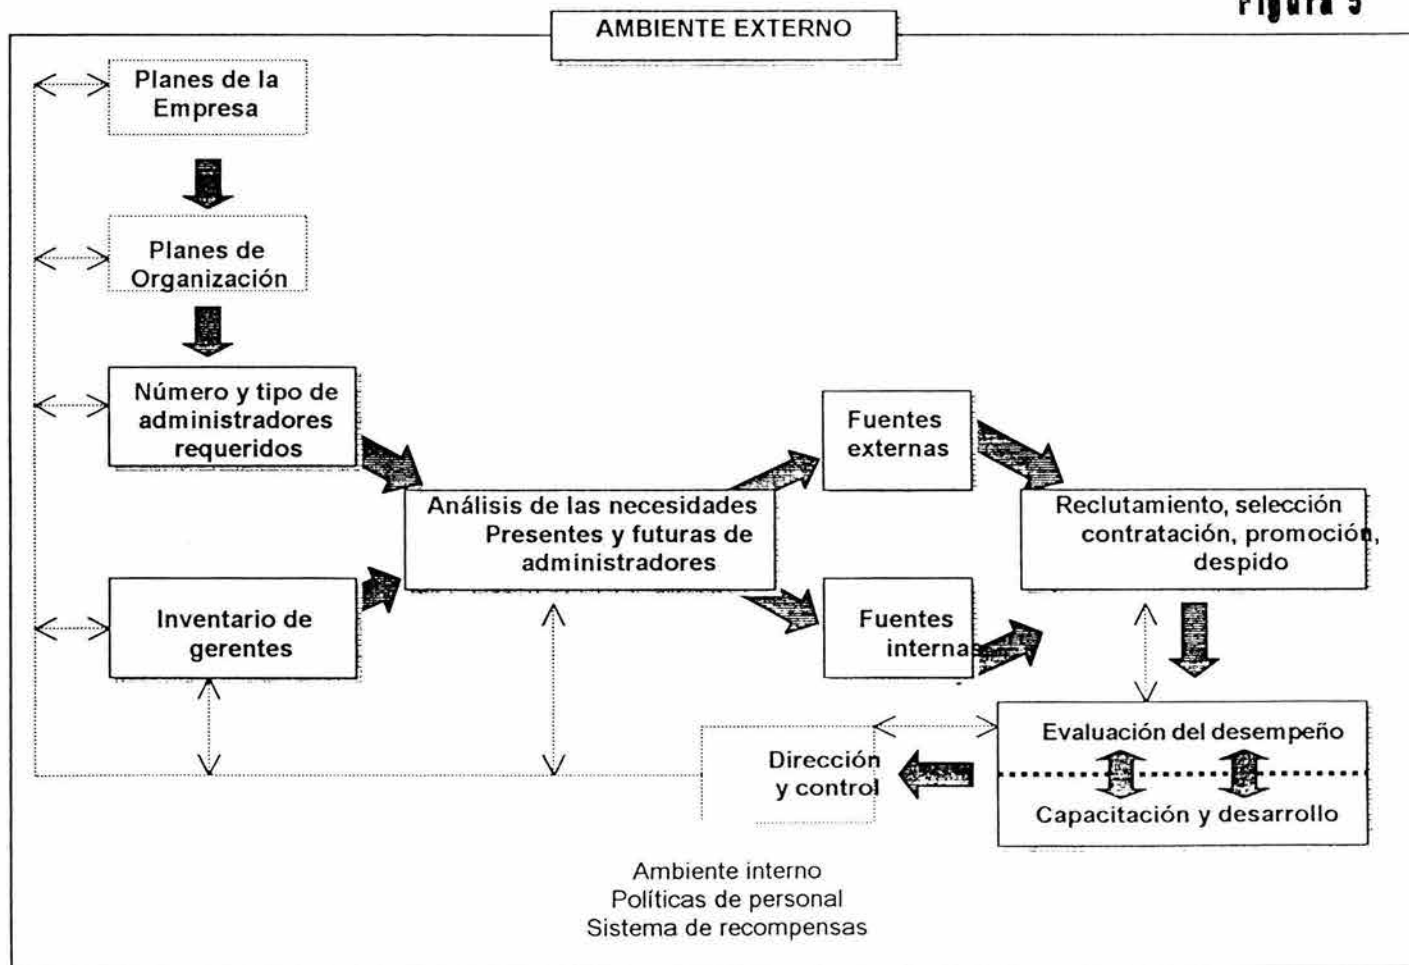 Figura 5
AMBIENTE EXTERNO
Planes de la
Empresa
Planes de
Organización
Número y tipo de
administradores
requeridos
Fuentes
externas
Análisis de las necesidades
Presentes y futuras de
administradores
Reclutamiento, selección
contratación, promoción,
despido
Inventario de
gerentes
Fuentes
internas
Evaluación del desempeño
Dirección
y control
Capacitación y desarrollo
Ambiente interno
Políticas de personal
Sistema de recompensas